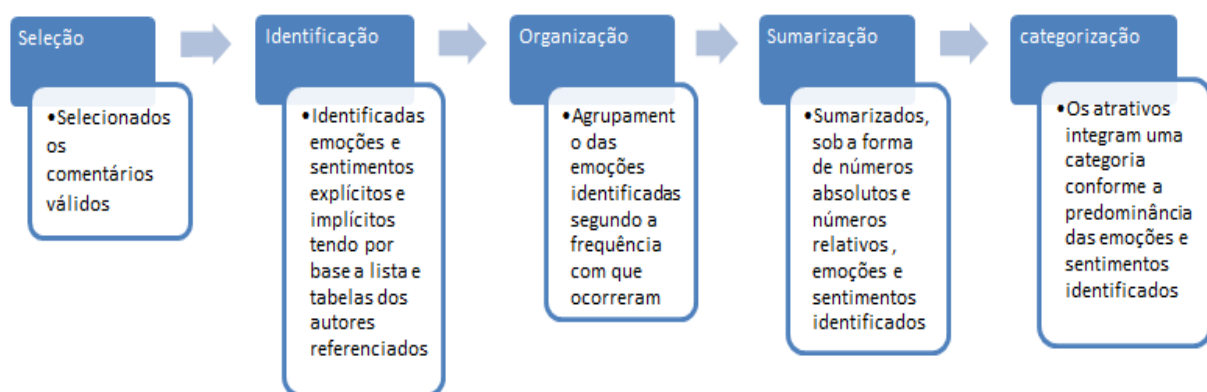 Seleção
•Selecionados
os
comentários
válidos
Identificação
•Identificadas
emoções e
sentimentos
explícitos e
implícitos
tendo por
base a lista e
tabelas dos
autores
referenciados
Organização
•Agrupament
o das
emoções
identificadas
segundo a
frequência
com que
ocorreram
Sumarização
•Sumarizados,
sob a forma
de números
absolutos e
números
relativos ,
emoções e
sentimentos
identificados
categorização
•Os atrativos
integram uma
categoria
conforme a
predominância
das emoções e
sentimentos
identificados